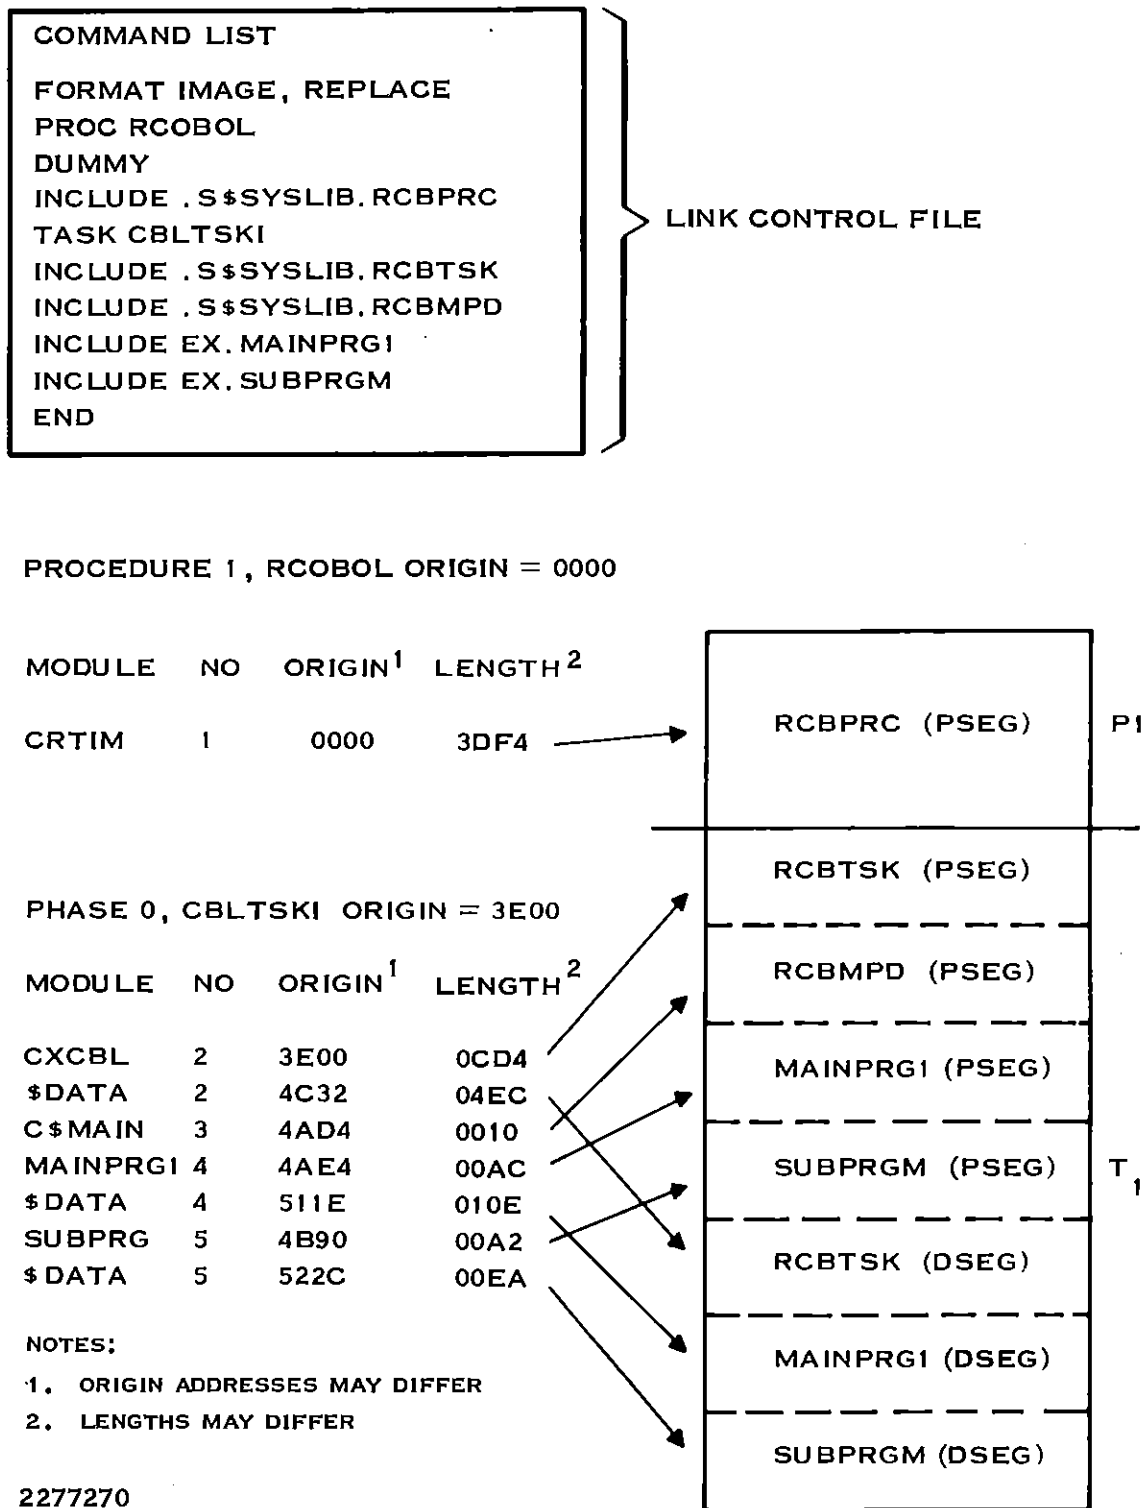 COMMAND LIST
FORMAT IMAGE, REPLACE
PROC RCOBOL
DUMMY
INCLUDE .S$SYSLIB.RCBPRC
TASK CBLTSK1
INCLUDE .S$SYSLIB.RCBTSK
INCLUDE .S$SYSLIB.RCBMPD
INCLUDE EX.MAINPRG1
INCLUDE EX.SUBPRGM
END
LINK CONTROL FILE
PROCEDURE 1, RCOBOL ORIGIN = 0000
MODULE NO ORIGIN1 LENGTH2
CRTIM 1 0000 3DF4
RCBPRC (PSEG) P1
PHASE 0, CBLTSK1 ORIGIN = 3E00
MODULE NO ORIGIN1 LENGTH2
CXCBL 2 3E00 0CD4
$DATA 2 4C32 04EC
C$MAIN 3 4AD4 0010
MAINPRG1 4 4AE4 00AC
$DATA 4 511E 010E
SUBPRG 5 4B90 00A2
$DATA 5 522C 00EA
RCBTSK (PSEG)
RCBMPD (PSEG)
MAINPRG1 (PSEG)
SUBPRGM (PSEG) T1
RCBTSK (DSEG)
MAINPRG1 (DSEG)
SUBPRGM (DSEG)
NOTES:
1. ORIGIN ADDRESSES MAY DIFFER
2. LENGTHS MAY DIFFER
2277270